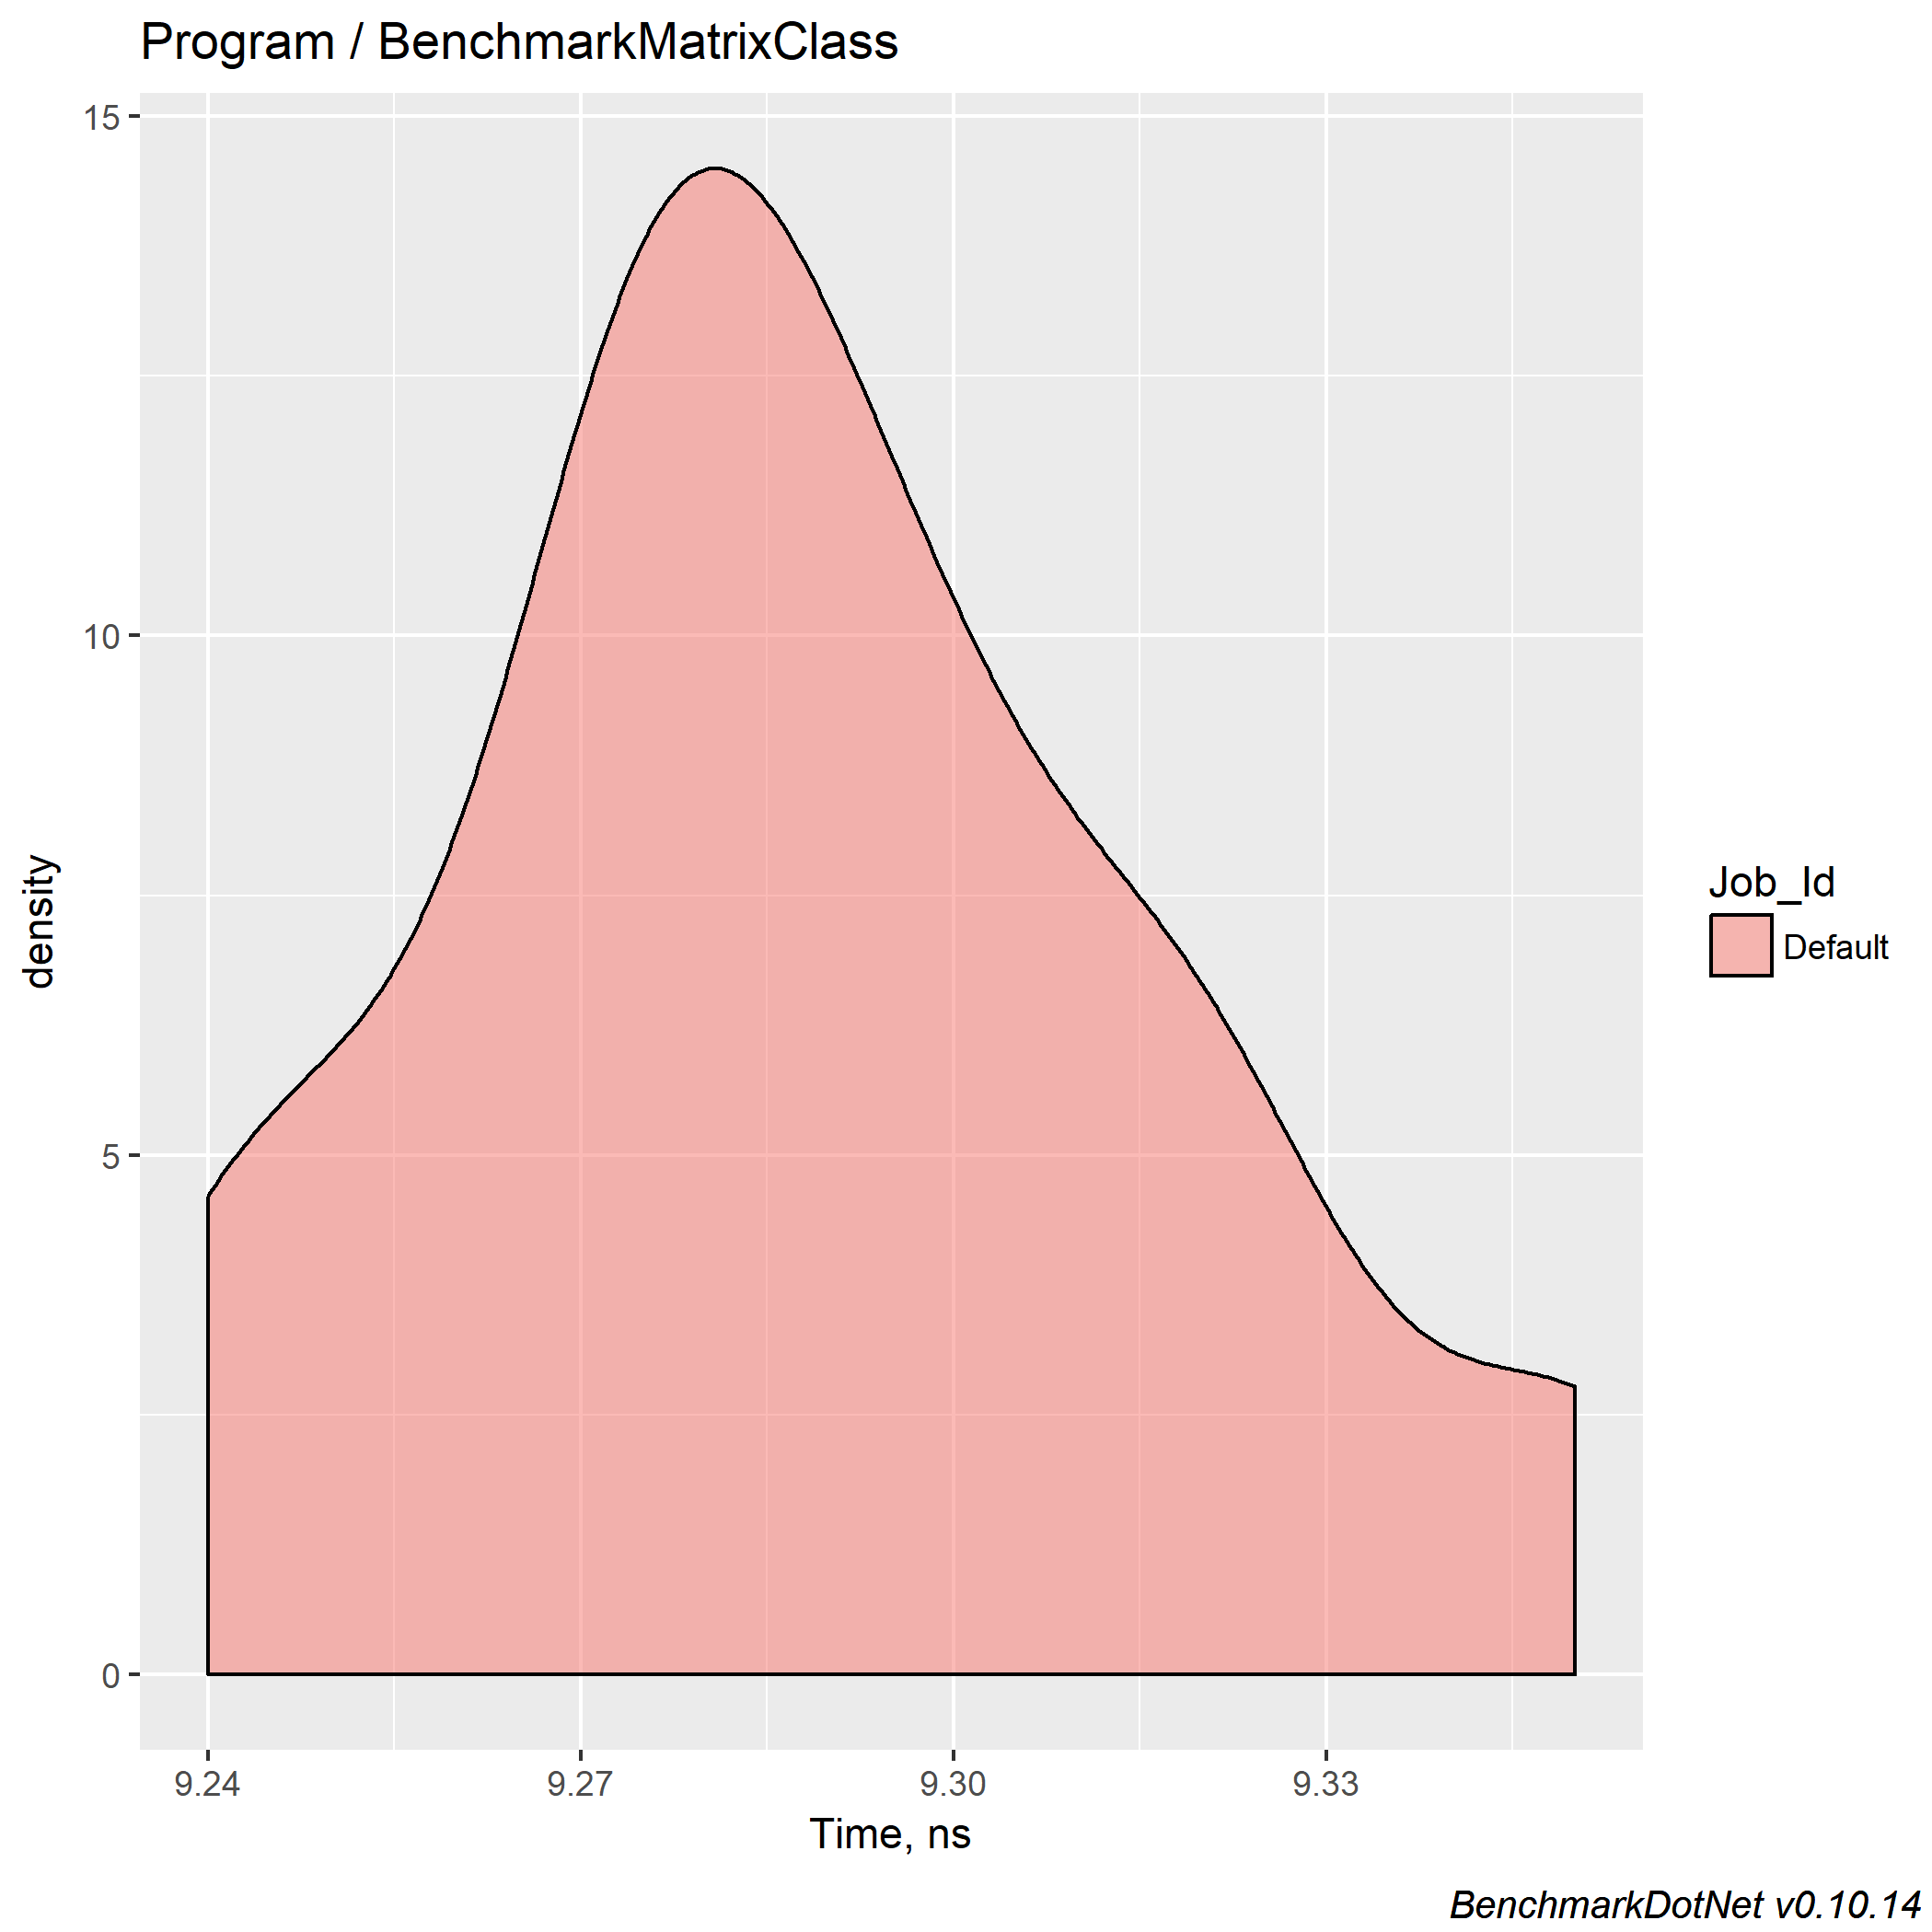 Program / BenchmarkMatrixClass
15
10
5
0
density
9.24 9.27 9.30 9.33
Time, ns
Job_Id
Default
BenchmarkDotNet v0.10.14